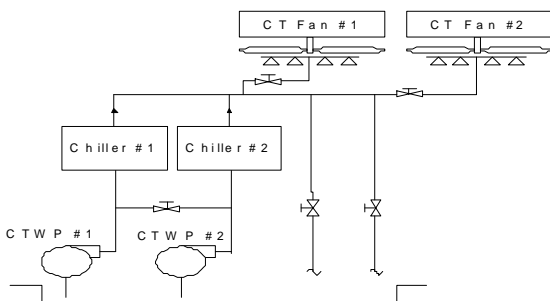 CT Fan #1
CT Fan #2
Chiller #1
Chiller #2
CTWP #1
CTWP #2